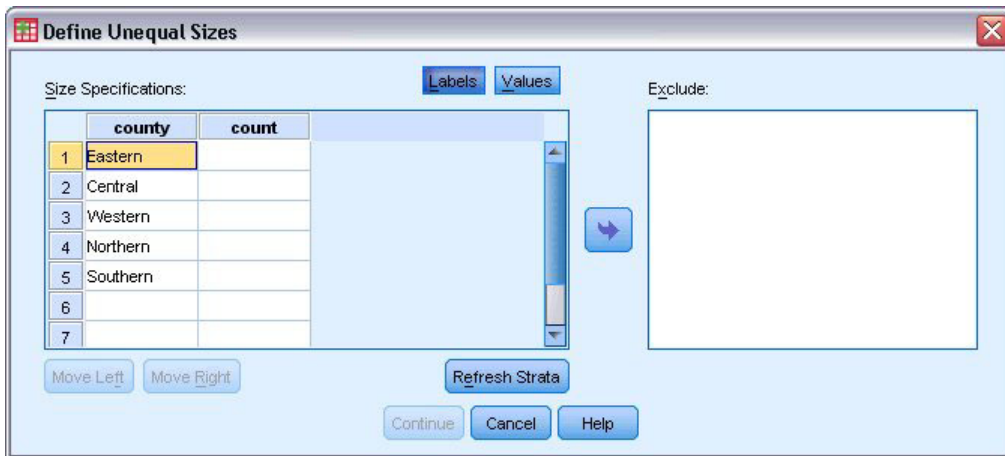 Define Unequal Sizes
Size Specifications:
Labels
Values
Exclude:
county count
1 Eastern
2 Central
3 Western
4 Northern
5 Southern
6
7
Move Left
Move Right
Refresh Strata
Continue
Cancel
Help